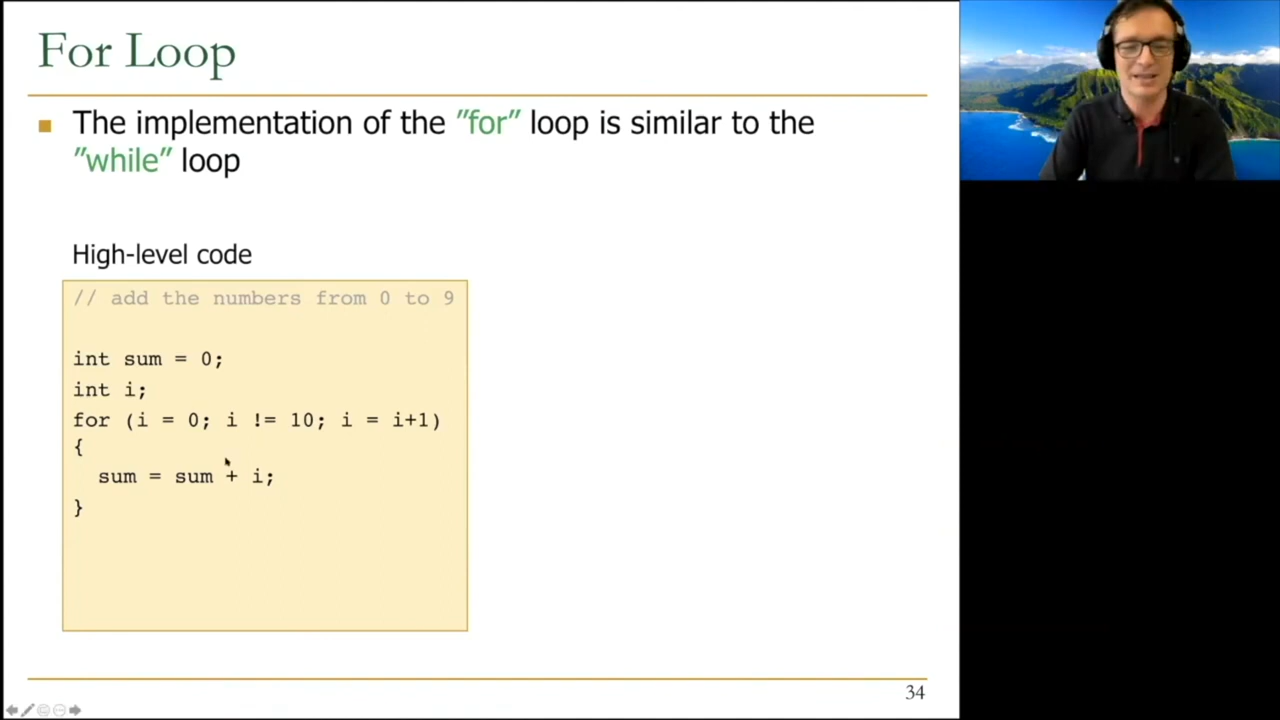 For Loop
The implementation of the ”for” loop is similar to the
”while” loop
High-level code
// add the numbers from 0 to 9
int sum = 0;
int i;
for (i = 0; i != 10; i = i+1)
{
sum = sum + i;
}
34